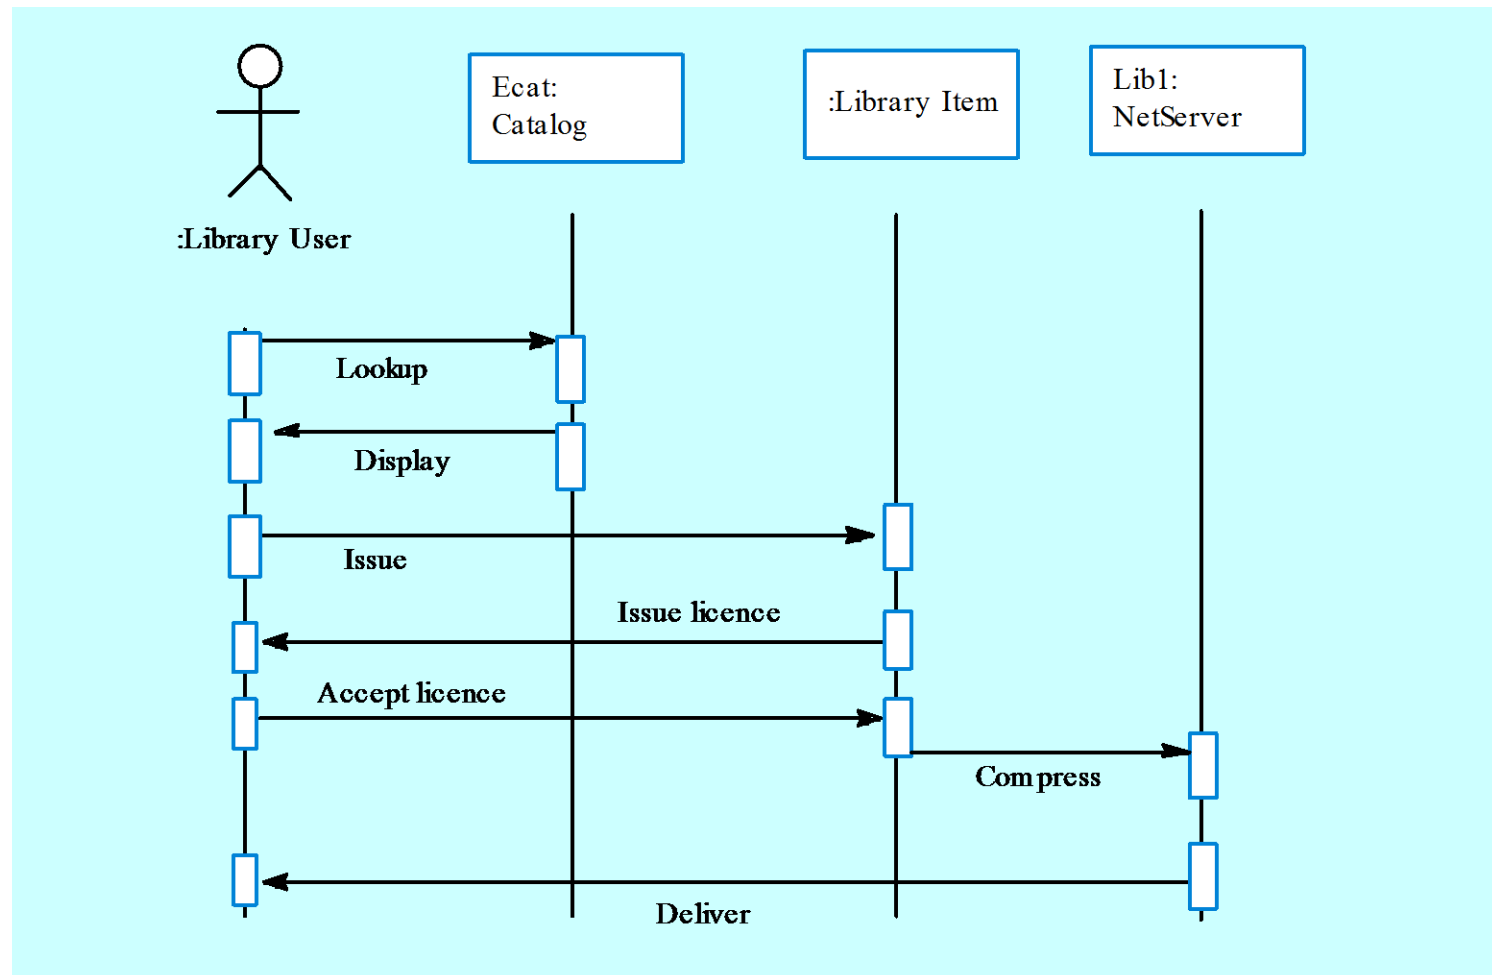 Ecat:
Catalog
:Library Item
Lib1:
NetServer
:Library User
Lookup
Display
Issue
Issue licence
Accept licence
Compress
Deliver